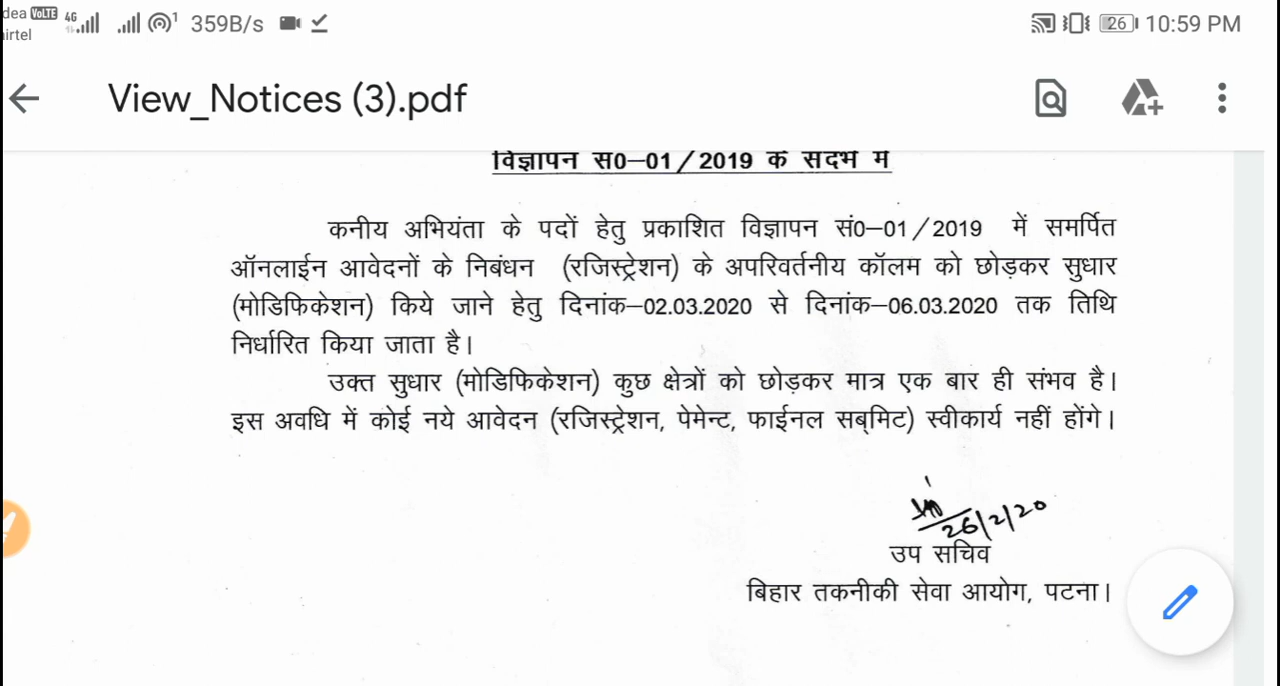 dea VoLTE 4G 1 359B/s 26 10:59 PM
irtel
View_Notices (3).pdf
विज्ञापन सं0–01/2019 के संदर्भ में
कनीय अभियंता के पदों हेतु प्रकाशित विज्ञापन सं0–01/2019 में समर्पित
ऑनलाईन आवेदनों के निबंधन (रजिस्ट्रेशन) के अपरिवर्तनीय कॉलम को छोड़कर सुधार
(मोडिफिकेशन) किये जाने हेतु दिनांक–02.03.2020 से दिनांक–06.03.2020 तक तिथि
निर्धारित किया जाता है।
उक्त सुधार (मोडिफिकेशन) कुछ क्षेत्रों को छोड़कर मात्र एक बार ही संभव है।
इस अवधि में कोई नये आवेदन (रजिस्ट्रेशन, पेमेन्ट, फाईनल सब्‌मिट) स्वीकार्य नहीं होंगे।
26/2/20
उप सचिव
बिहार तकनीकी सेवा आयोग, पटना।